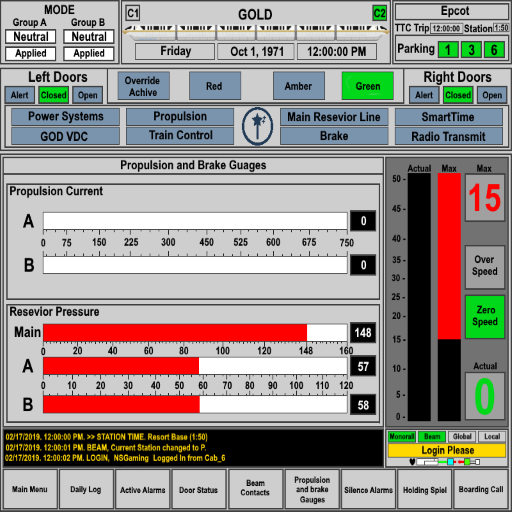 MODE
Group A Group B
Neutral Neutral
Applied Applied
C1 GOLD C2
Friday Oct 1, 1971 12:00:00 PM
Epcot
TTC Trip 12:00:00 Station 1:50
Parking 1 3 6
Left Doors
Alert Closed Open
Override
Achive
Red
Amber
Green
Right Doors
Alert Closed Open
Power Systems Propulsion Main Resevior Line SmartTime
GOD VDC Train Control Brake Radio Transmit
Propulsion and Brake Guages
Propulsion Current
A 0
0 75 150 225 300 450 525 600 675 750
B 0
Resevior Pressure
Main 148
0 20 40 60 80 100 120 148 160
A 57
0 10 20 30 40 50 60 70 80 90 100 110 120
B 58
Actual Max Max
50
45
40
35
30
25
20
15
10
5
0
15
Over
Speed
Zero
Speed
Actual
0
02/17/2019. 12:00:00 PM. >> STATION TIME. Resort Base (1:50)
02/17/2019. 12:00:01 PM. BEAM, Current Station changed to P.
02/17/2019. 12:00:02 PM. LOGIN, NSGaming Logged In from Cab_6
Monorail Beam Global Local
Login Please
Main Menu
Daily Log
Active Alarms
Door Status
Beam
Contacts
Propulsion
and brake
Gauges
Silence Alarms
Holding Spiel
Boarding Call